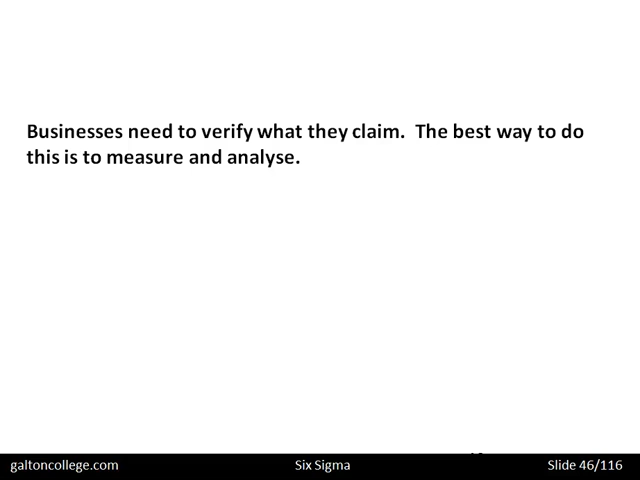 Businesses need to verify what they claim.  The best way to do
this is to measure and analyse.
galtoncollege.com
Six Sigma
Slide 46/116